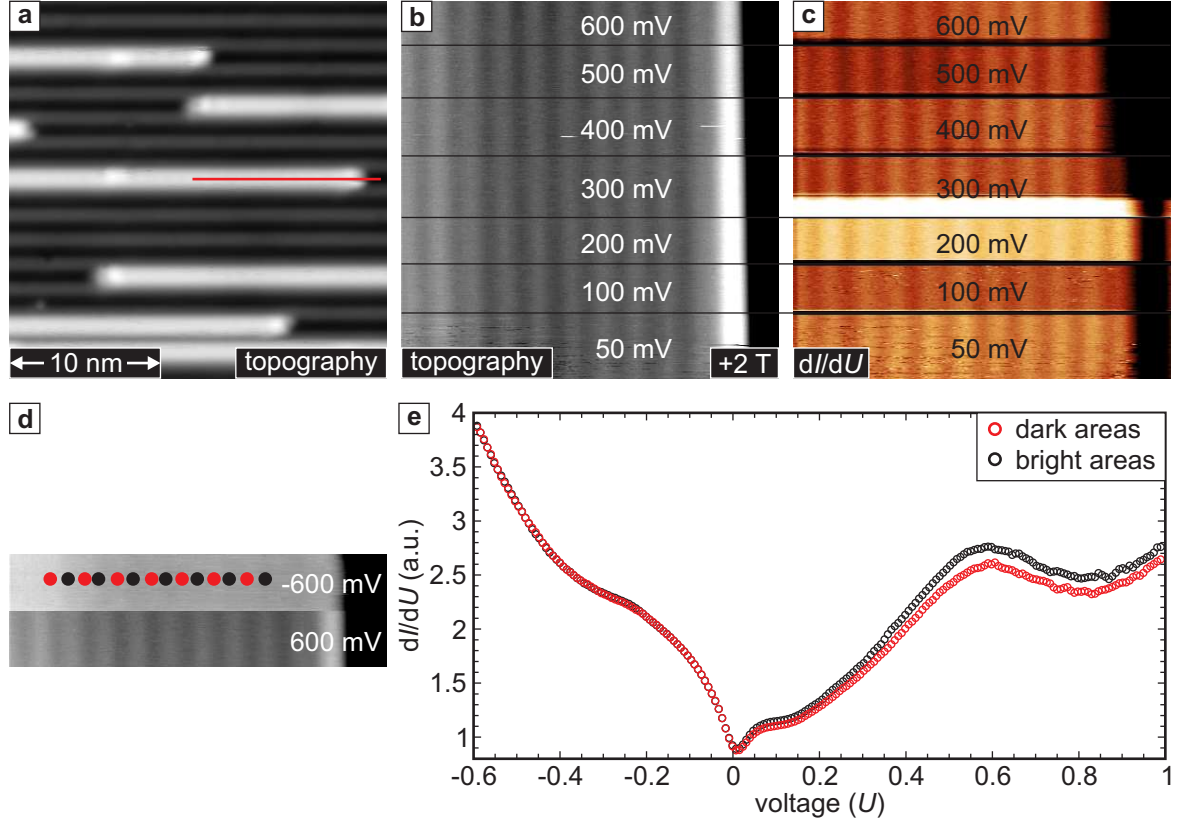 a
10 nm
topography
b
600 mV
500 mV
400 mV
300 mV
200 mV
100 mV
50 mV
topography
+2 T
c
600 mV
500 mV
400 mV
300 mV
200 mV
100 mV
50 mV
dI/dU
d
-600 mV
600 mV
e
dark areas
bright areas
4
3.5
3
2.5
2
1.5
1
dI/dU (a.u.)
-0.6 -0.4 -0.2 0 0.2 0.4 0.6 0.8 1
voltage (U)